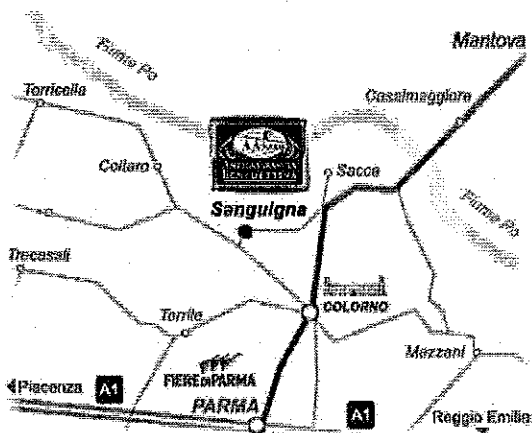 Mantova
Fiume Po
Torricella
Casalmaggiore
Coltaro
Sacca
Sanguigna
Fiume Po
Trecasali
COLORNO
Torrile
Mezzani
FIERE DI PARMA
Piacenza
A1
PARMA
A1
Reggio Emilia